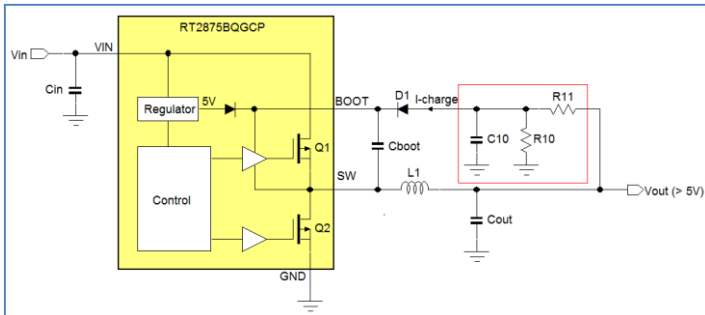 RT2875BQGCP
Vin
VIN
Cin
Regulator
5V
BOOT
D1
I-charge
R11
C10
R10
Q1
Cboot
SW
L1
Vout (> 5V)
Control
Cout
Q2
GND